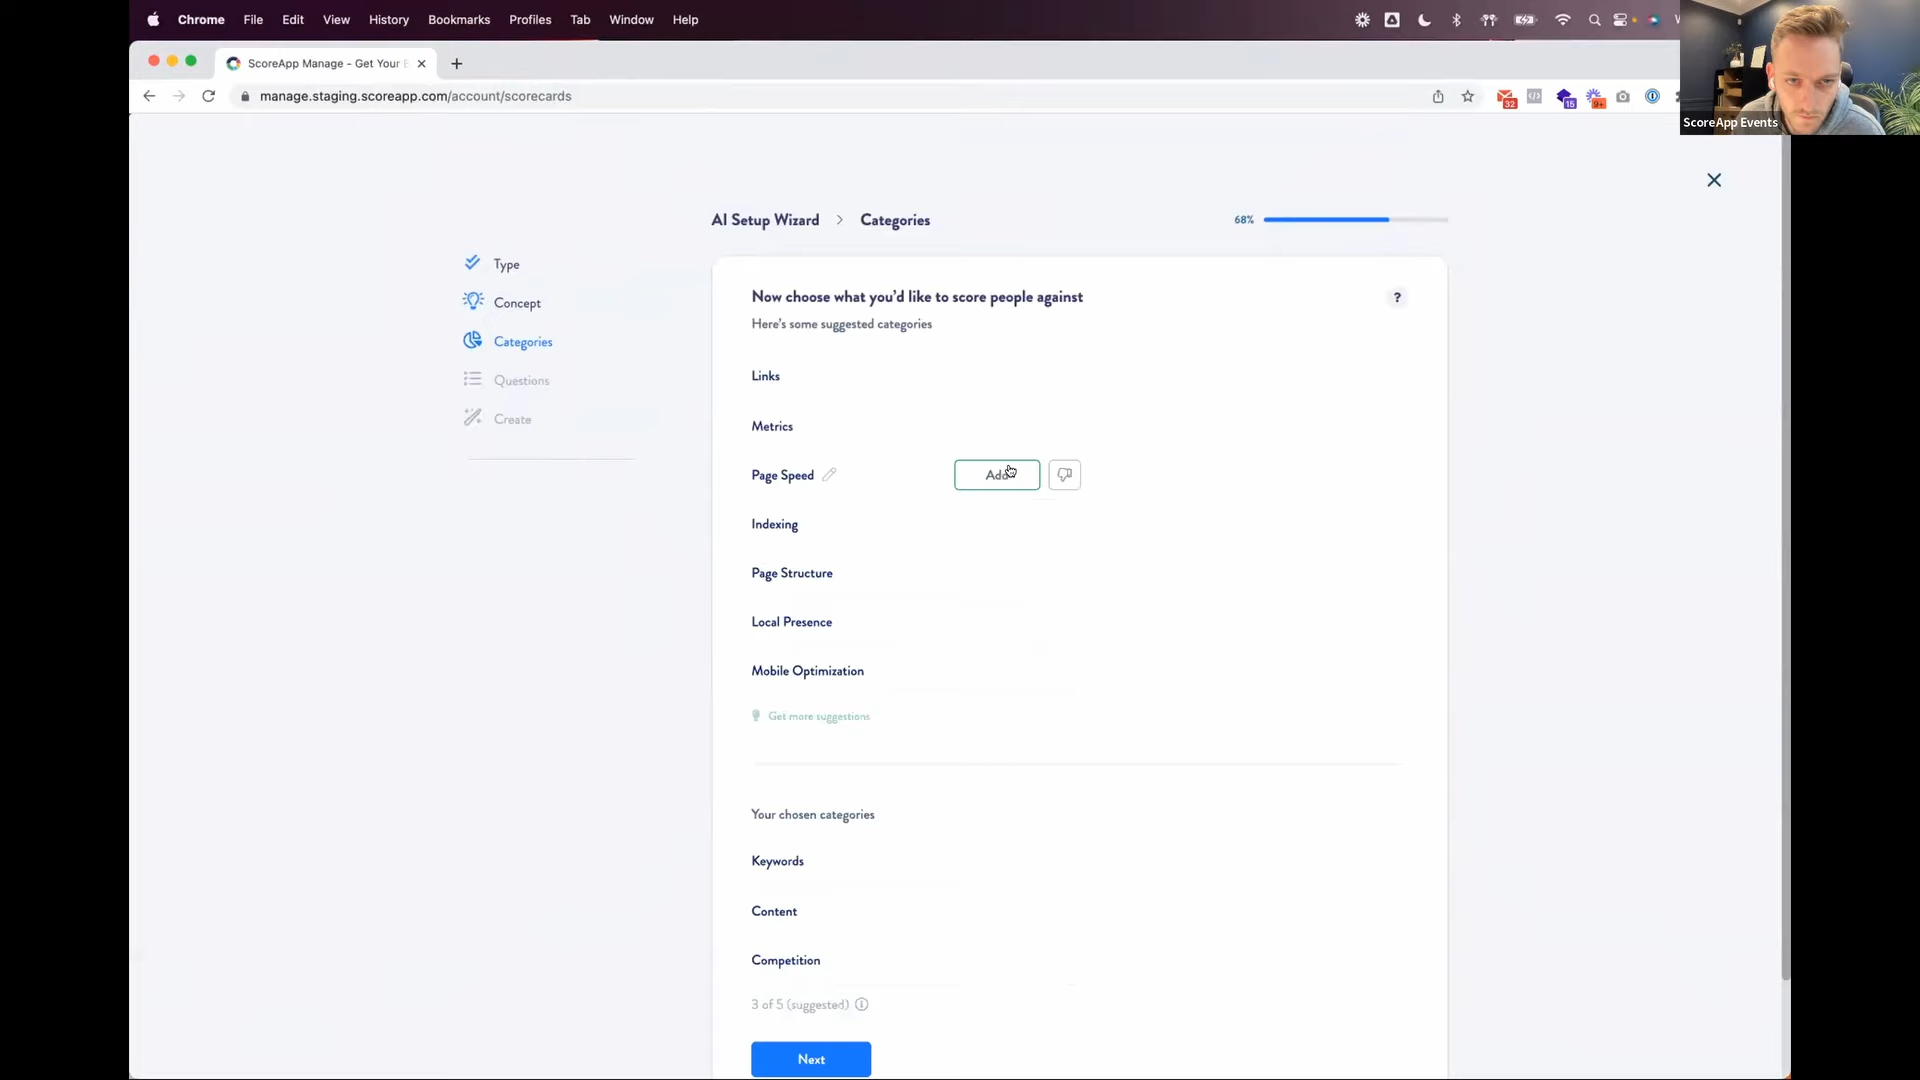 Chrome File Edit View History Bookmarks Profiles Tab Window Help
ScoreApp Manage - Get Your
manage.staging.scoreapp.com/account/scorecards
32
15
9+
ScoreApp Events
AI Setup Wizard > Categories
68%
Type
Concept
Categories
Questions
Create
Now choose what you'd like to score people against
?
Here's some suggested categories
Links
Metrics
Page Speed
Add
Indexing
Page Structure
Local Presence
Mobile Optimization
Get more suggestions
Your chosen categories
Keywords
Content
Competition
3 of 5 (suggested)
Next